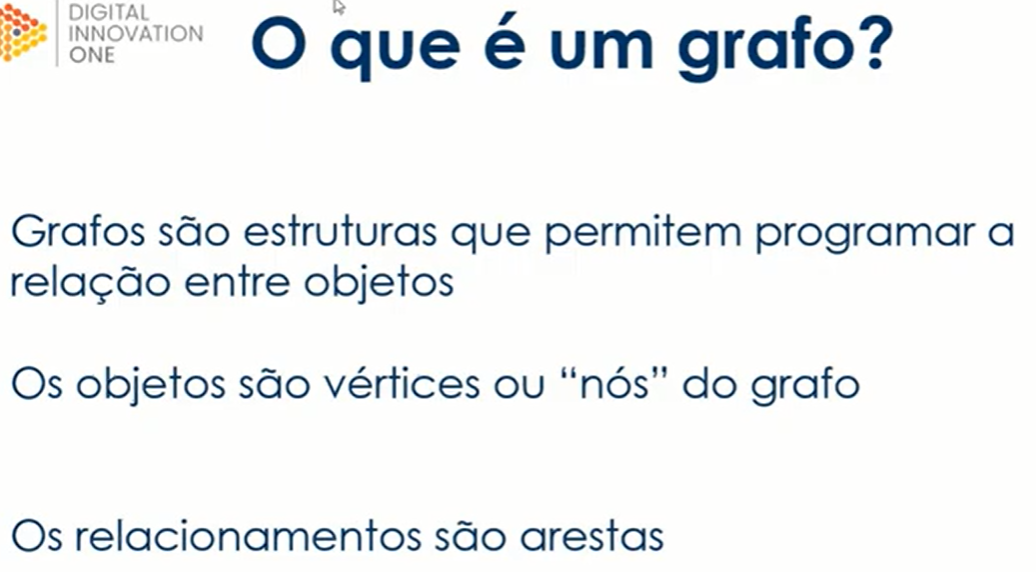 DIGITAL
INNOVATION
ONE
O que é um grafo?
Grafos são estruturas que permitem programar a
relação entre objetos
Os objetos são vértices ou “nós” do grafo
Os relacionamentos são arestas